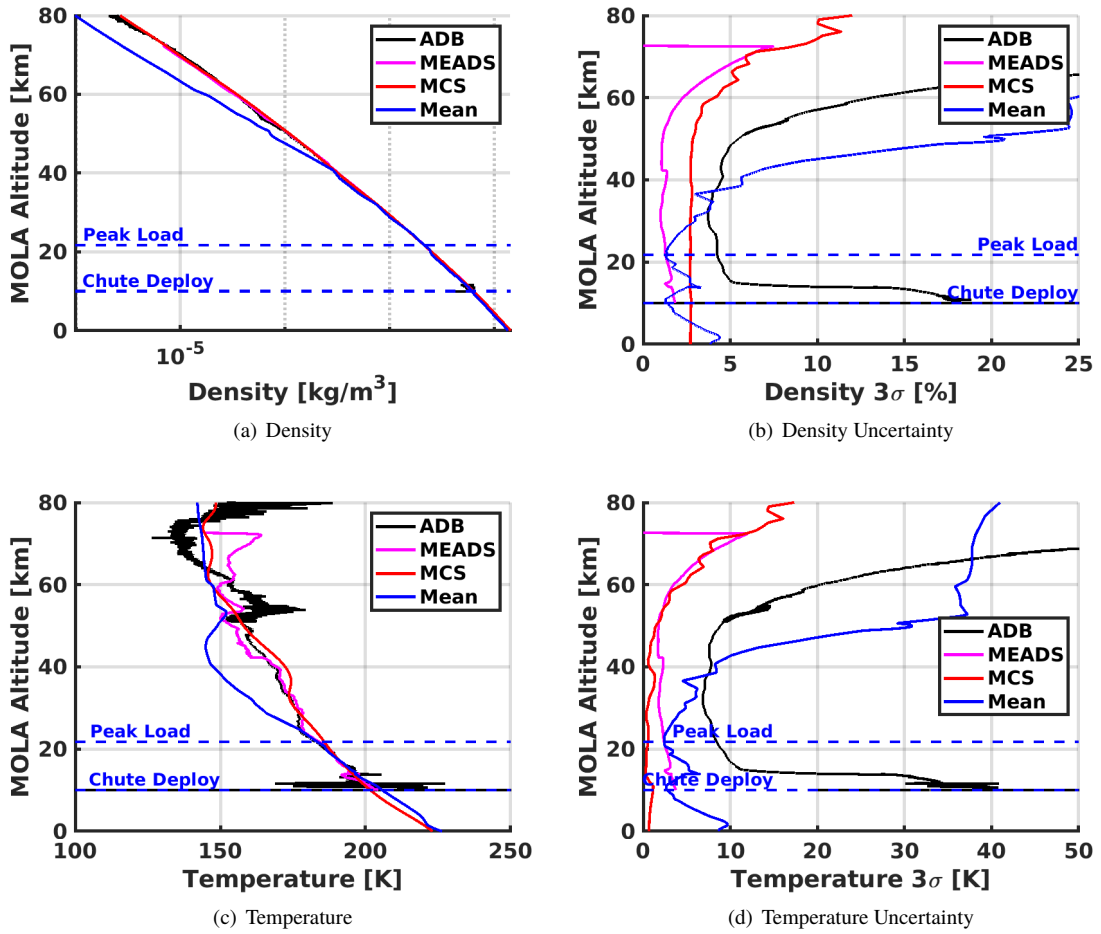 80
60
40
20
0
MOLA Altitude [km]
ADB
MEADS
MCS
Mean
Peak Load
Chute Deploy
10⁻⁵
Density [kg/m³]
(a) Density
80
60
40
20
0
MOLA Altitude [km]
ADB
MEADS
MCS
Mean
Peak Load
Chute Deploy
0 5 10 15 20 25
Density 3σ [%]
(b) Density Uncertainty
80
60
40
20
0
MOLA Altitude [km]
ADB
MEADS
MCS
Mean
Peak Load
Chute Deploy
100 150 200 250
Temperature [K]
(c) Temperature
80
60
40
20
0
MOLA Altitude [km]
ADB
MEADS
MCS
Mean
Peak Load
Chute Deploy
0 10 20 30 40 50
Temperature 3σ [K]
(d) Temperature Uncertainty